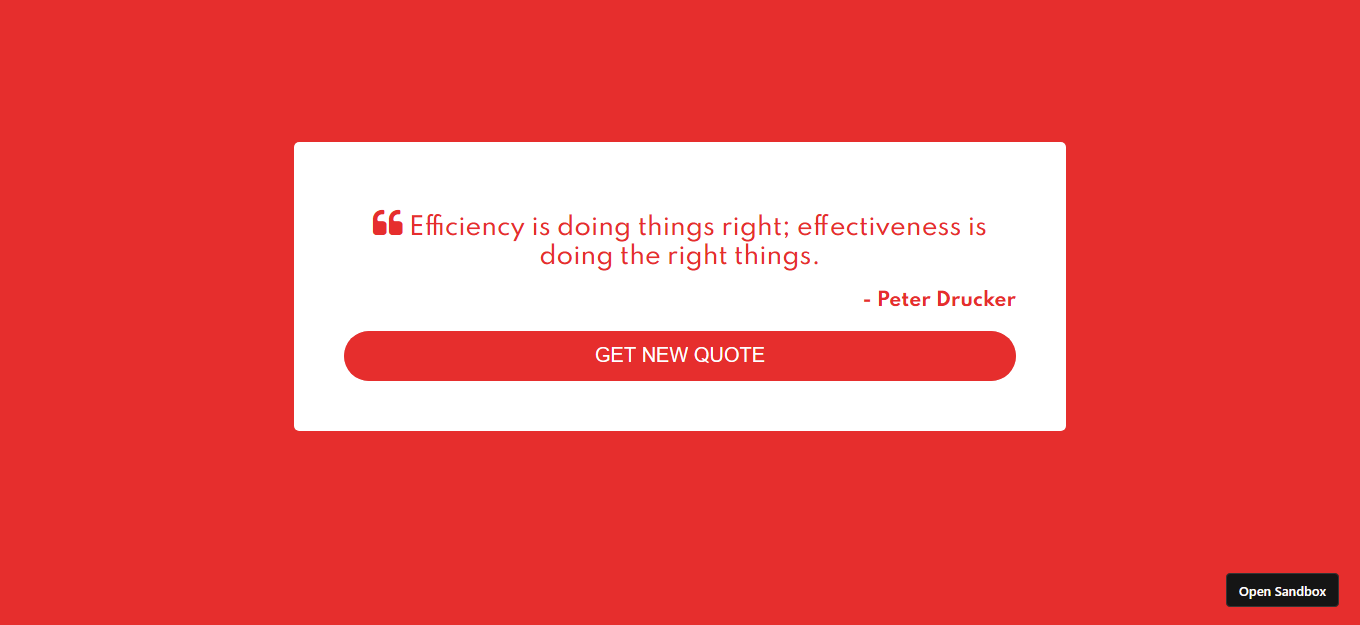 ❝ Efficiency is doing things right; effectiveness is
doing the right things.
- Peter Drucker
GET NEW QUOTE
Open Sandbox